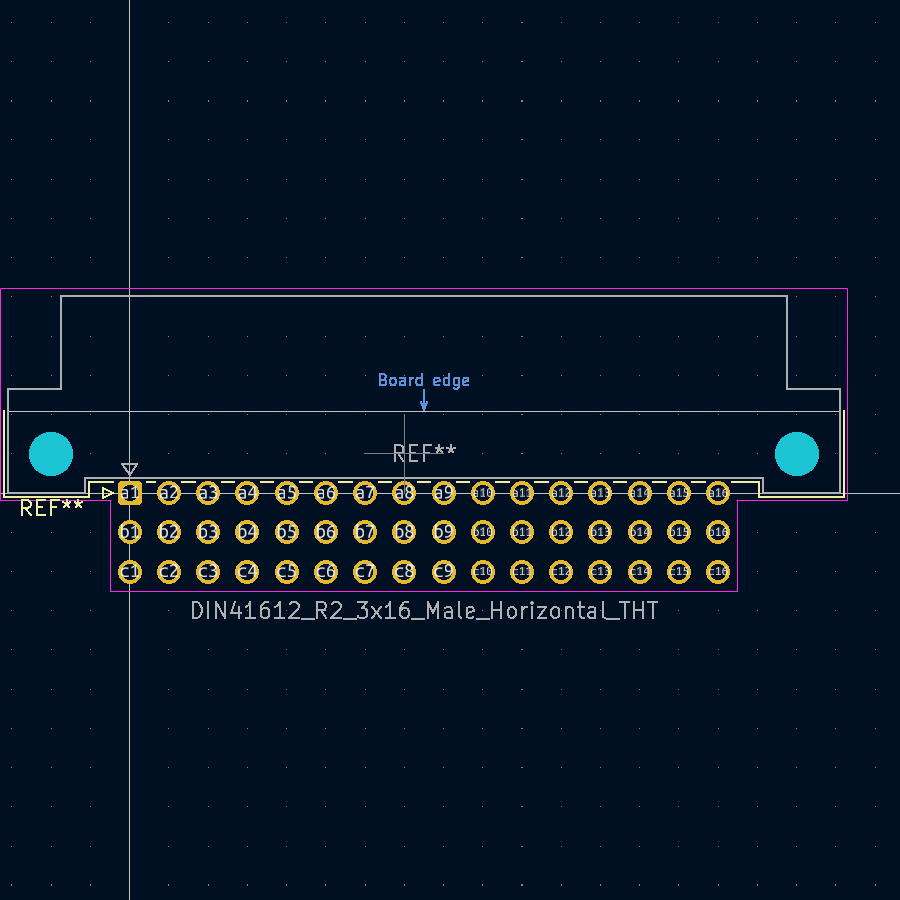 Board edge
REF**
a1 a2 a3 a4 a5 a6 a7 a8 a9 a10 a11 a12 a13 a14 a15 a16
REF**
b1 b2 b3 b4 b5 b6 b7 b8 b9 b10 b11 b12 b13 b14 b15 b16
c1 c2 c3 c4 c5 c6 c7 c8 c9 c10 c11 c12 c13 c14 c15 c16
DIN41612_R2_3x16_Male_Horizontal_THT